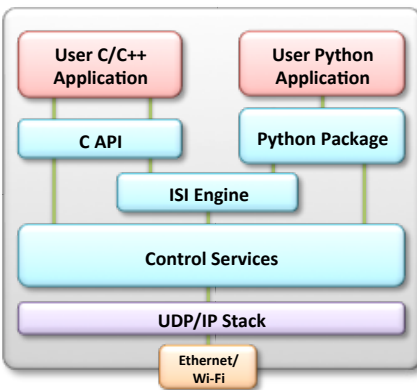 User C/C++
Application
User Python
Application
C API
Python Package
ISI Engine
Control Services
UDP/IP Stack
Ethernet/
Wi-Fi